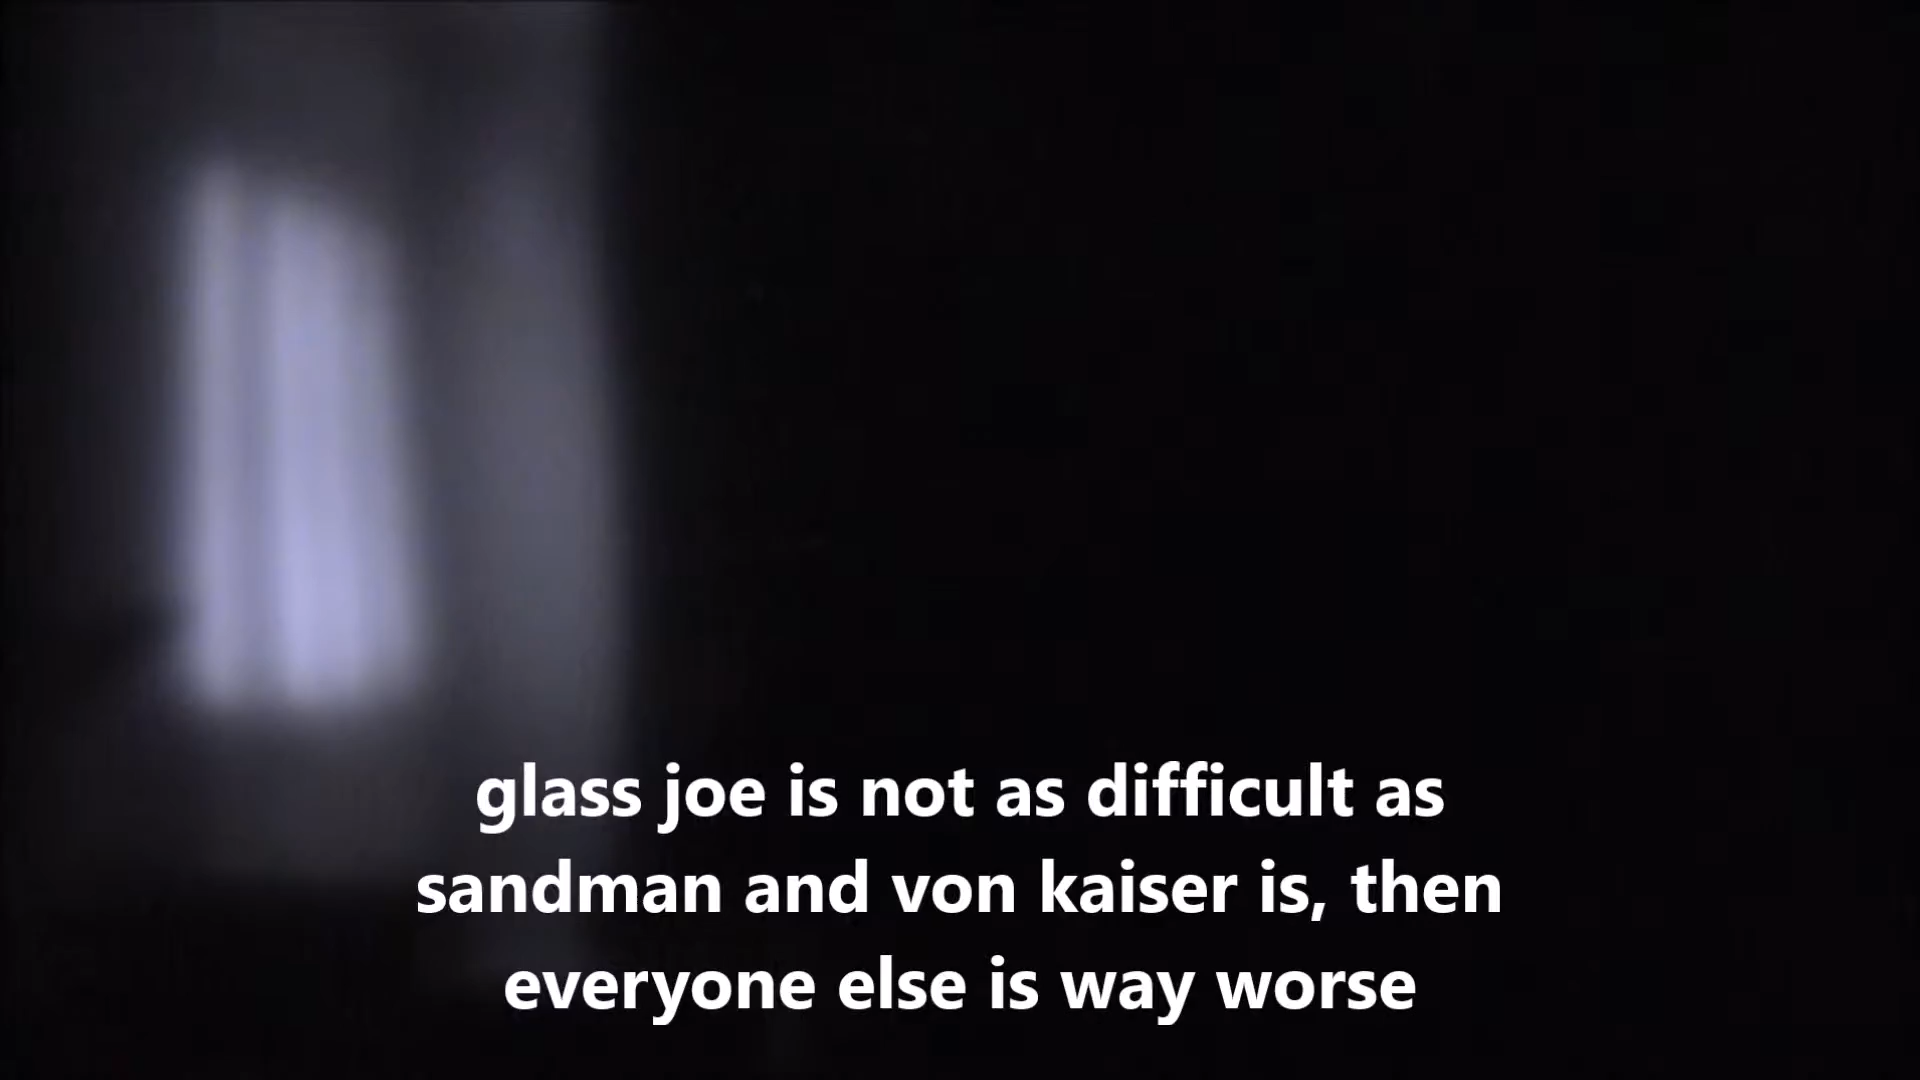 glass joe is not as difficult as
sandman and von kaiser is, then
everyone else is way worse